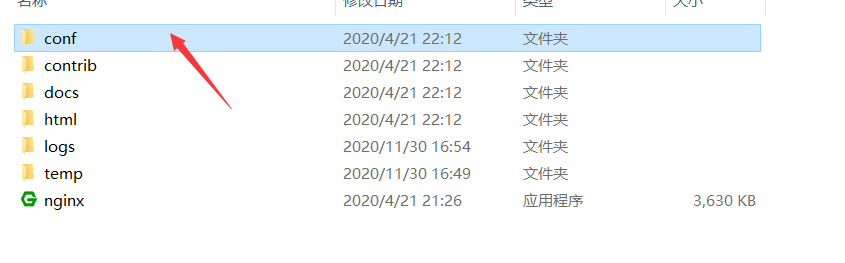 名称 修改日期 类型 大小
conf 2020/4/21 22:12 文件夹
contrib 2020/4/21 22:12 文件夹
docs 2020/4/21 22:12 文件夹
html 2020/4/21 22:12 文件夹
logs 2020/11/30 16:54 文件夹
temp 2020/11/30 16:49 文件夹
nginx 2020/4/21 21:26 应用程序 3,630 KB